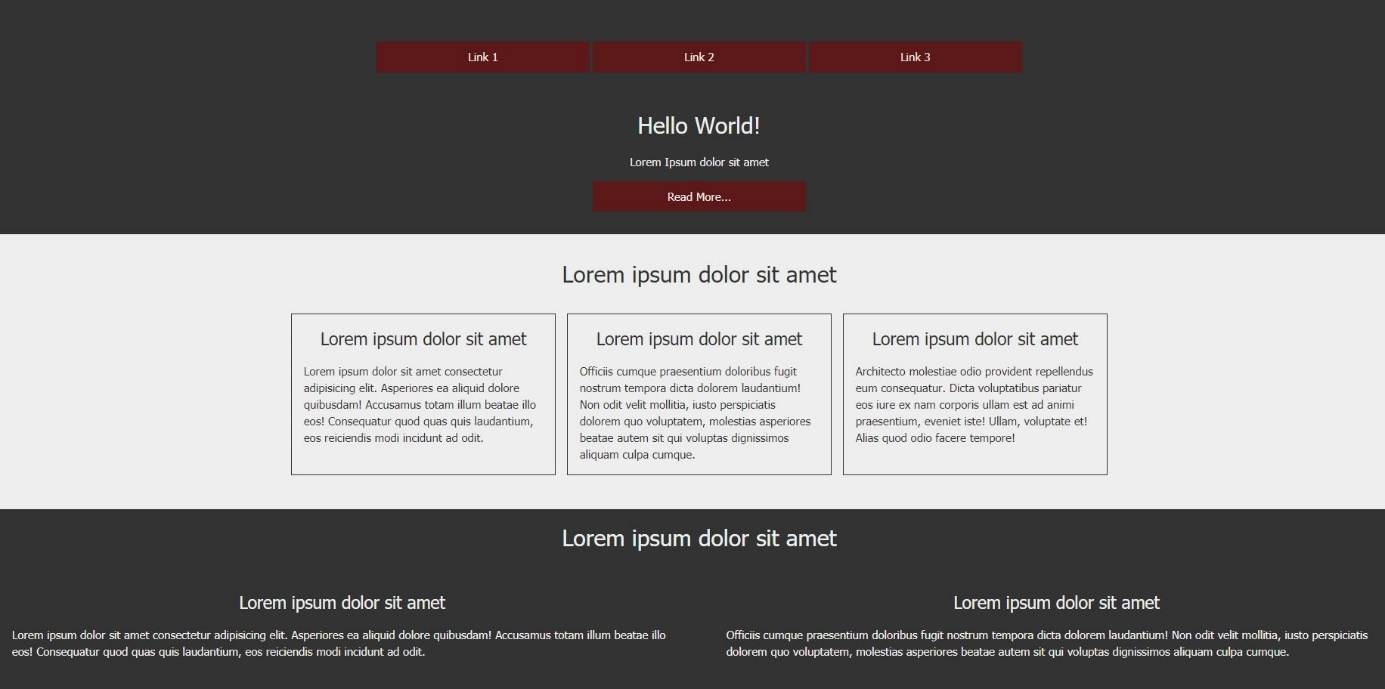 Link 1
Link 2
Link 3
Hello World!
Lorem Ipsum dolor sit amet
Read More...
Lorem ipsum dolor sit amet
Lorem ipsum dolor sit amet
Lorem ipsum dolor sit amet consectetur
adipisicing elit. Asperiores ea aliquid dolore
quibusdam! Accusamus totam illum beatae illo
eos! Consequatur quod quas quis laudantium,
eos reiciendis modi incidunt ad odit.
Lorem ipsum dolor sit amet
Officiis cumque praesentium doloribus fugit
nostrum tempora dicta dolorem laudantium!
Non odit velit mollitia, iusto perspiciatis
dolorem quo voluptatem, molestias asperiores
beatae autem sit qui voluptas dignissimos
aliquam culpa cumque.
Lorem ipsum dolor sit amet
Architecto molestiae odio provident repellendus
eum consequatur. Dicta voluptatibus pariatur
eos iure ex nam corporis ullam est ad animi
praesentium, eveniet iste! Ullam, voluptate et!
Alias quod odio facere tempore!
Lorem ipsum dolor sit amet
Lorem ipsum dolor sit amet
Lorem ipsum dolor sit amet consectetur adipisicing elit. Asperiores ea aliquid dolore quibusdam! Accusamus totam illum beatae illo
eos! Consequatur quod quas quis laudantium, eos reiciendis modi incidunt ad odit.
Lorem ipsum dolor sit amet
Officiis cumque praesentium doloribus fugit nostrum tempora dicta dolorem laudantium! Non odit velit mollitia, iusto perspiciatis
dolorem quo voluptatem, molestias asperiores beatae autem sit qui voluptas dignissimos aliquam culpa cumque.